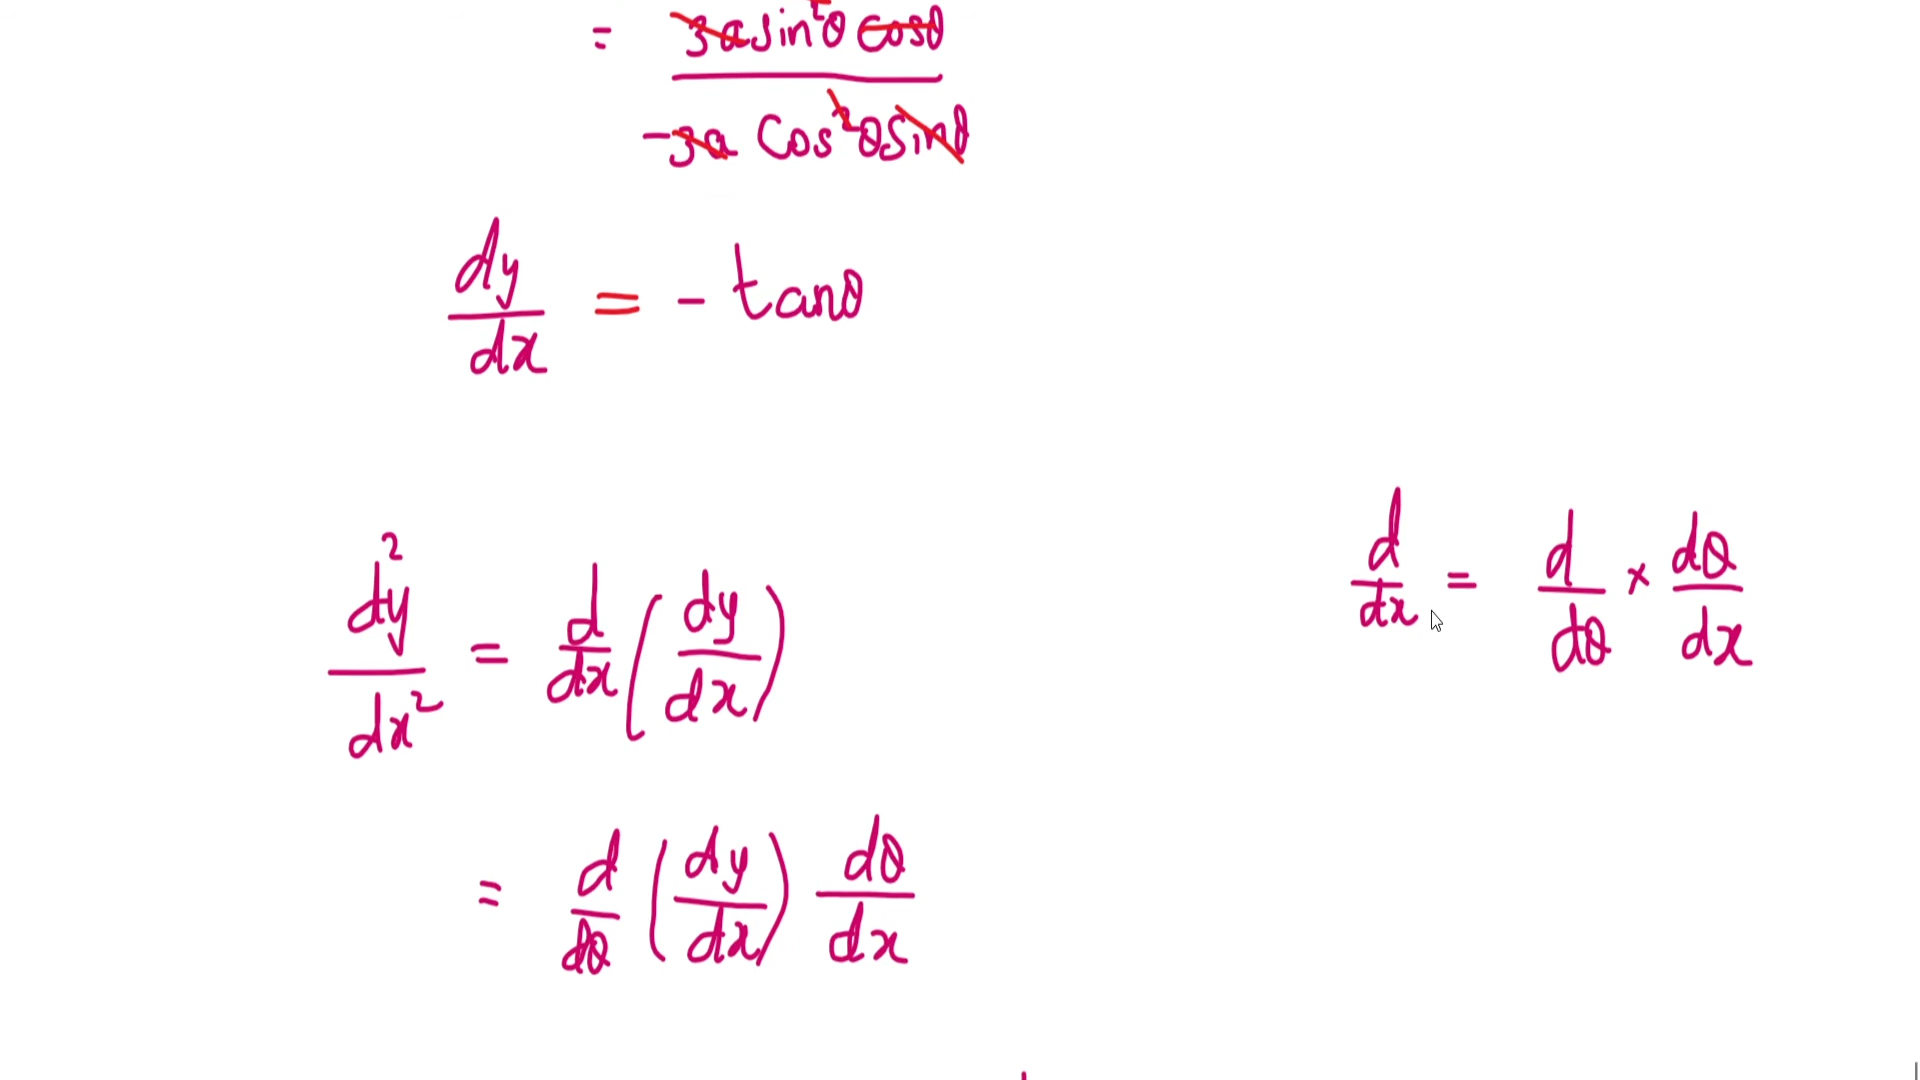 = 3a sin²θ cosθ / -3a Cos²θ sinθ
dy/dx = - tanθ
d²y/dx² = d/dx (dy/dx)
d/dx = d/dθ × dθ/dx
= d/dθ (dy/dx) dθ/dx